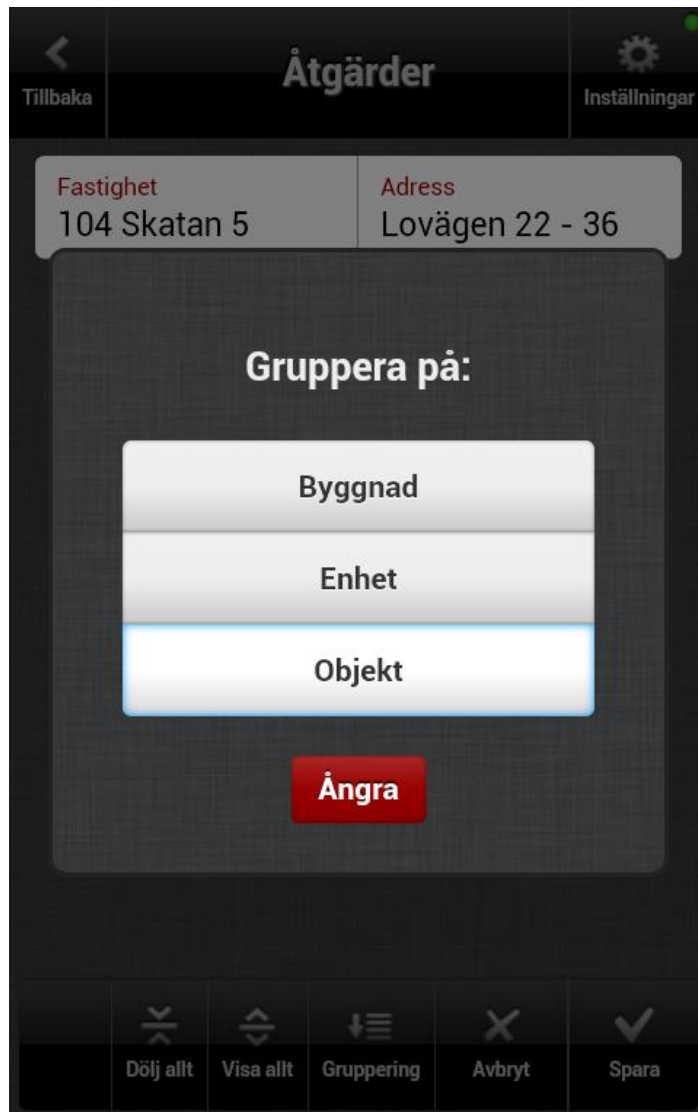 Tillbaka
Åtgärder
Inställningar
Fastighet
Adress
104 Skatan 5
Lovägen 22 - 36
Gruppera på:
Byggnad
Enhet
Objekt
Ångra
Dölj allt
Visa allt
Gruppering
Avbryt
Spara